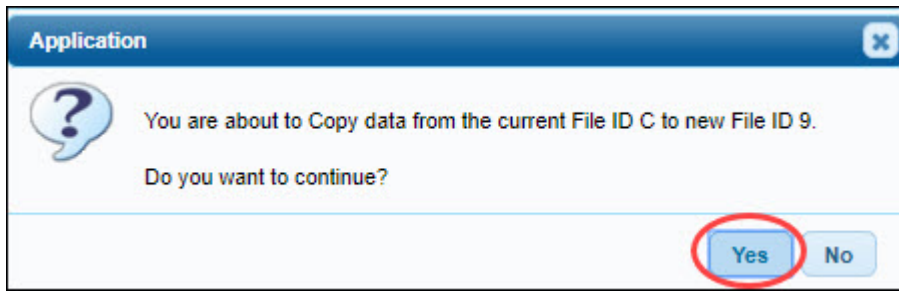 Application
You are about to Copy data from the current File ID C to new File ID 9.
Do you want to continue?
Yes No